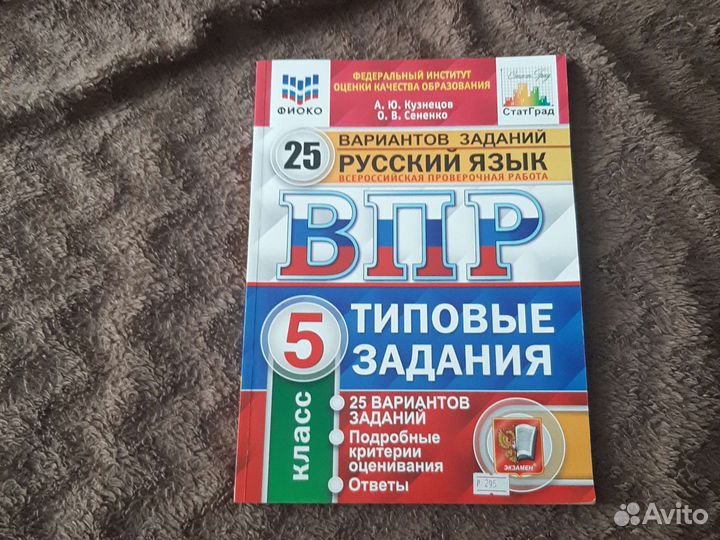 ФИОКО
ФЕДЕРАЛЬНЫЙ ИНСТИТУТ
ОЦЕНКИ КАЧЕСТВА ОБРАЗОВАНИЯ
А. Ю. Кузнецов
О. В. Сененко
СтатГрад
25
ВАРИАНТОВ ЗАДАНИЙ
РУССКИЙ ЯЗЫК
ВСЕРОССИЙСКАЯ ПРОВЕРОЧНАЯ РАБОТА
ВПР
5
класс
ТИПОВЫЕ
ЗАДАНИЯ
25 ВАРИАНТОВ
ЗАДАНИЙ
Подробные
критерии
оценивания
Ответы
ЭКЗАМЕН®
Р. 295
Avito